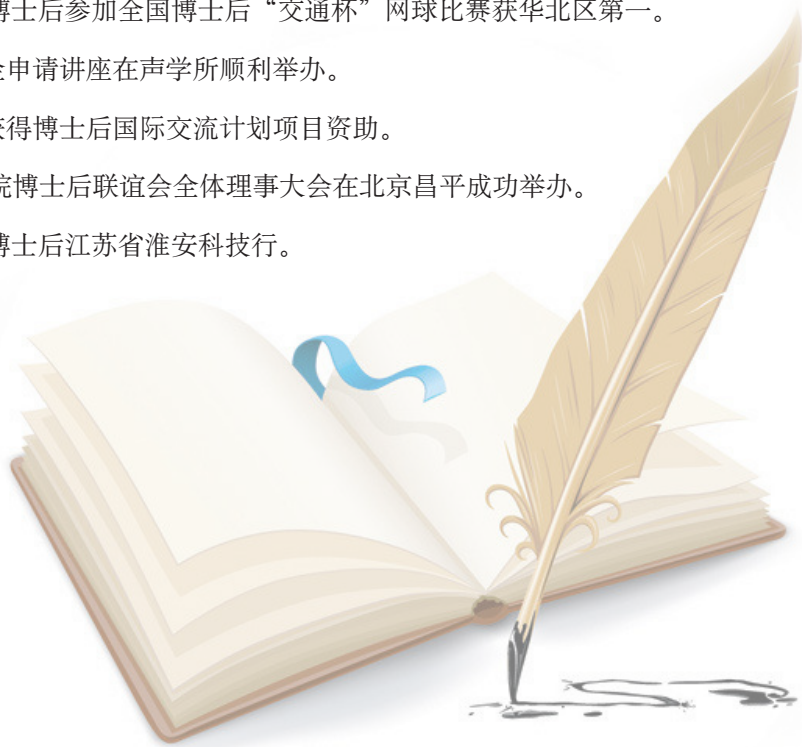 博士后参加全国博士后“交通杯”网球比赛获华北区第一。
申请讲座在声学所顺利举办。
获得博士后国际交流计划项目资助。
院博士后联谊会全体理事大会在北京昌平成功举办。
博士后江苏省淮安科技行。